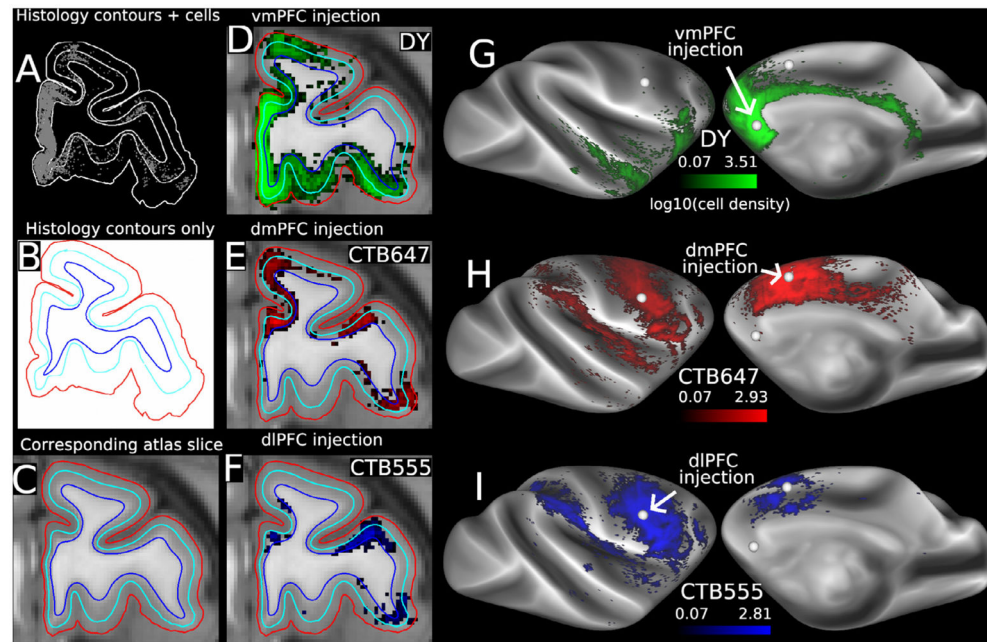 Histology contours + cells
A
vmPFC injection
D
DY
G
vmPFC
injection
DY
0.07 3.51
log10(cell density)
Histology contours only
B
dmPFC injection
E
CTB647
H
dmPFC
injection
CTB647
0.07 2.93
Corresponding atlas slice
C
dlPFC injection
F
CTB555
I
dlPFC
injection
CTB555
0.07 2.81